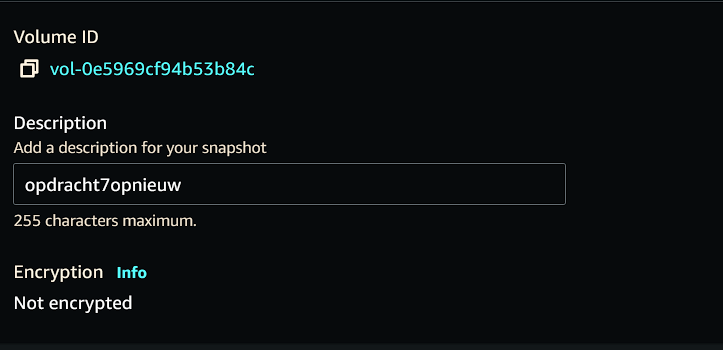 Volume ID
vol-0e5969cf94b53b84c
Description
Add a description for your snapshot
opdracht7opnieuw
255 characters maximum.
Encryption Info
Not encrypted